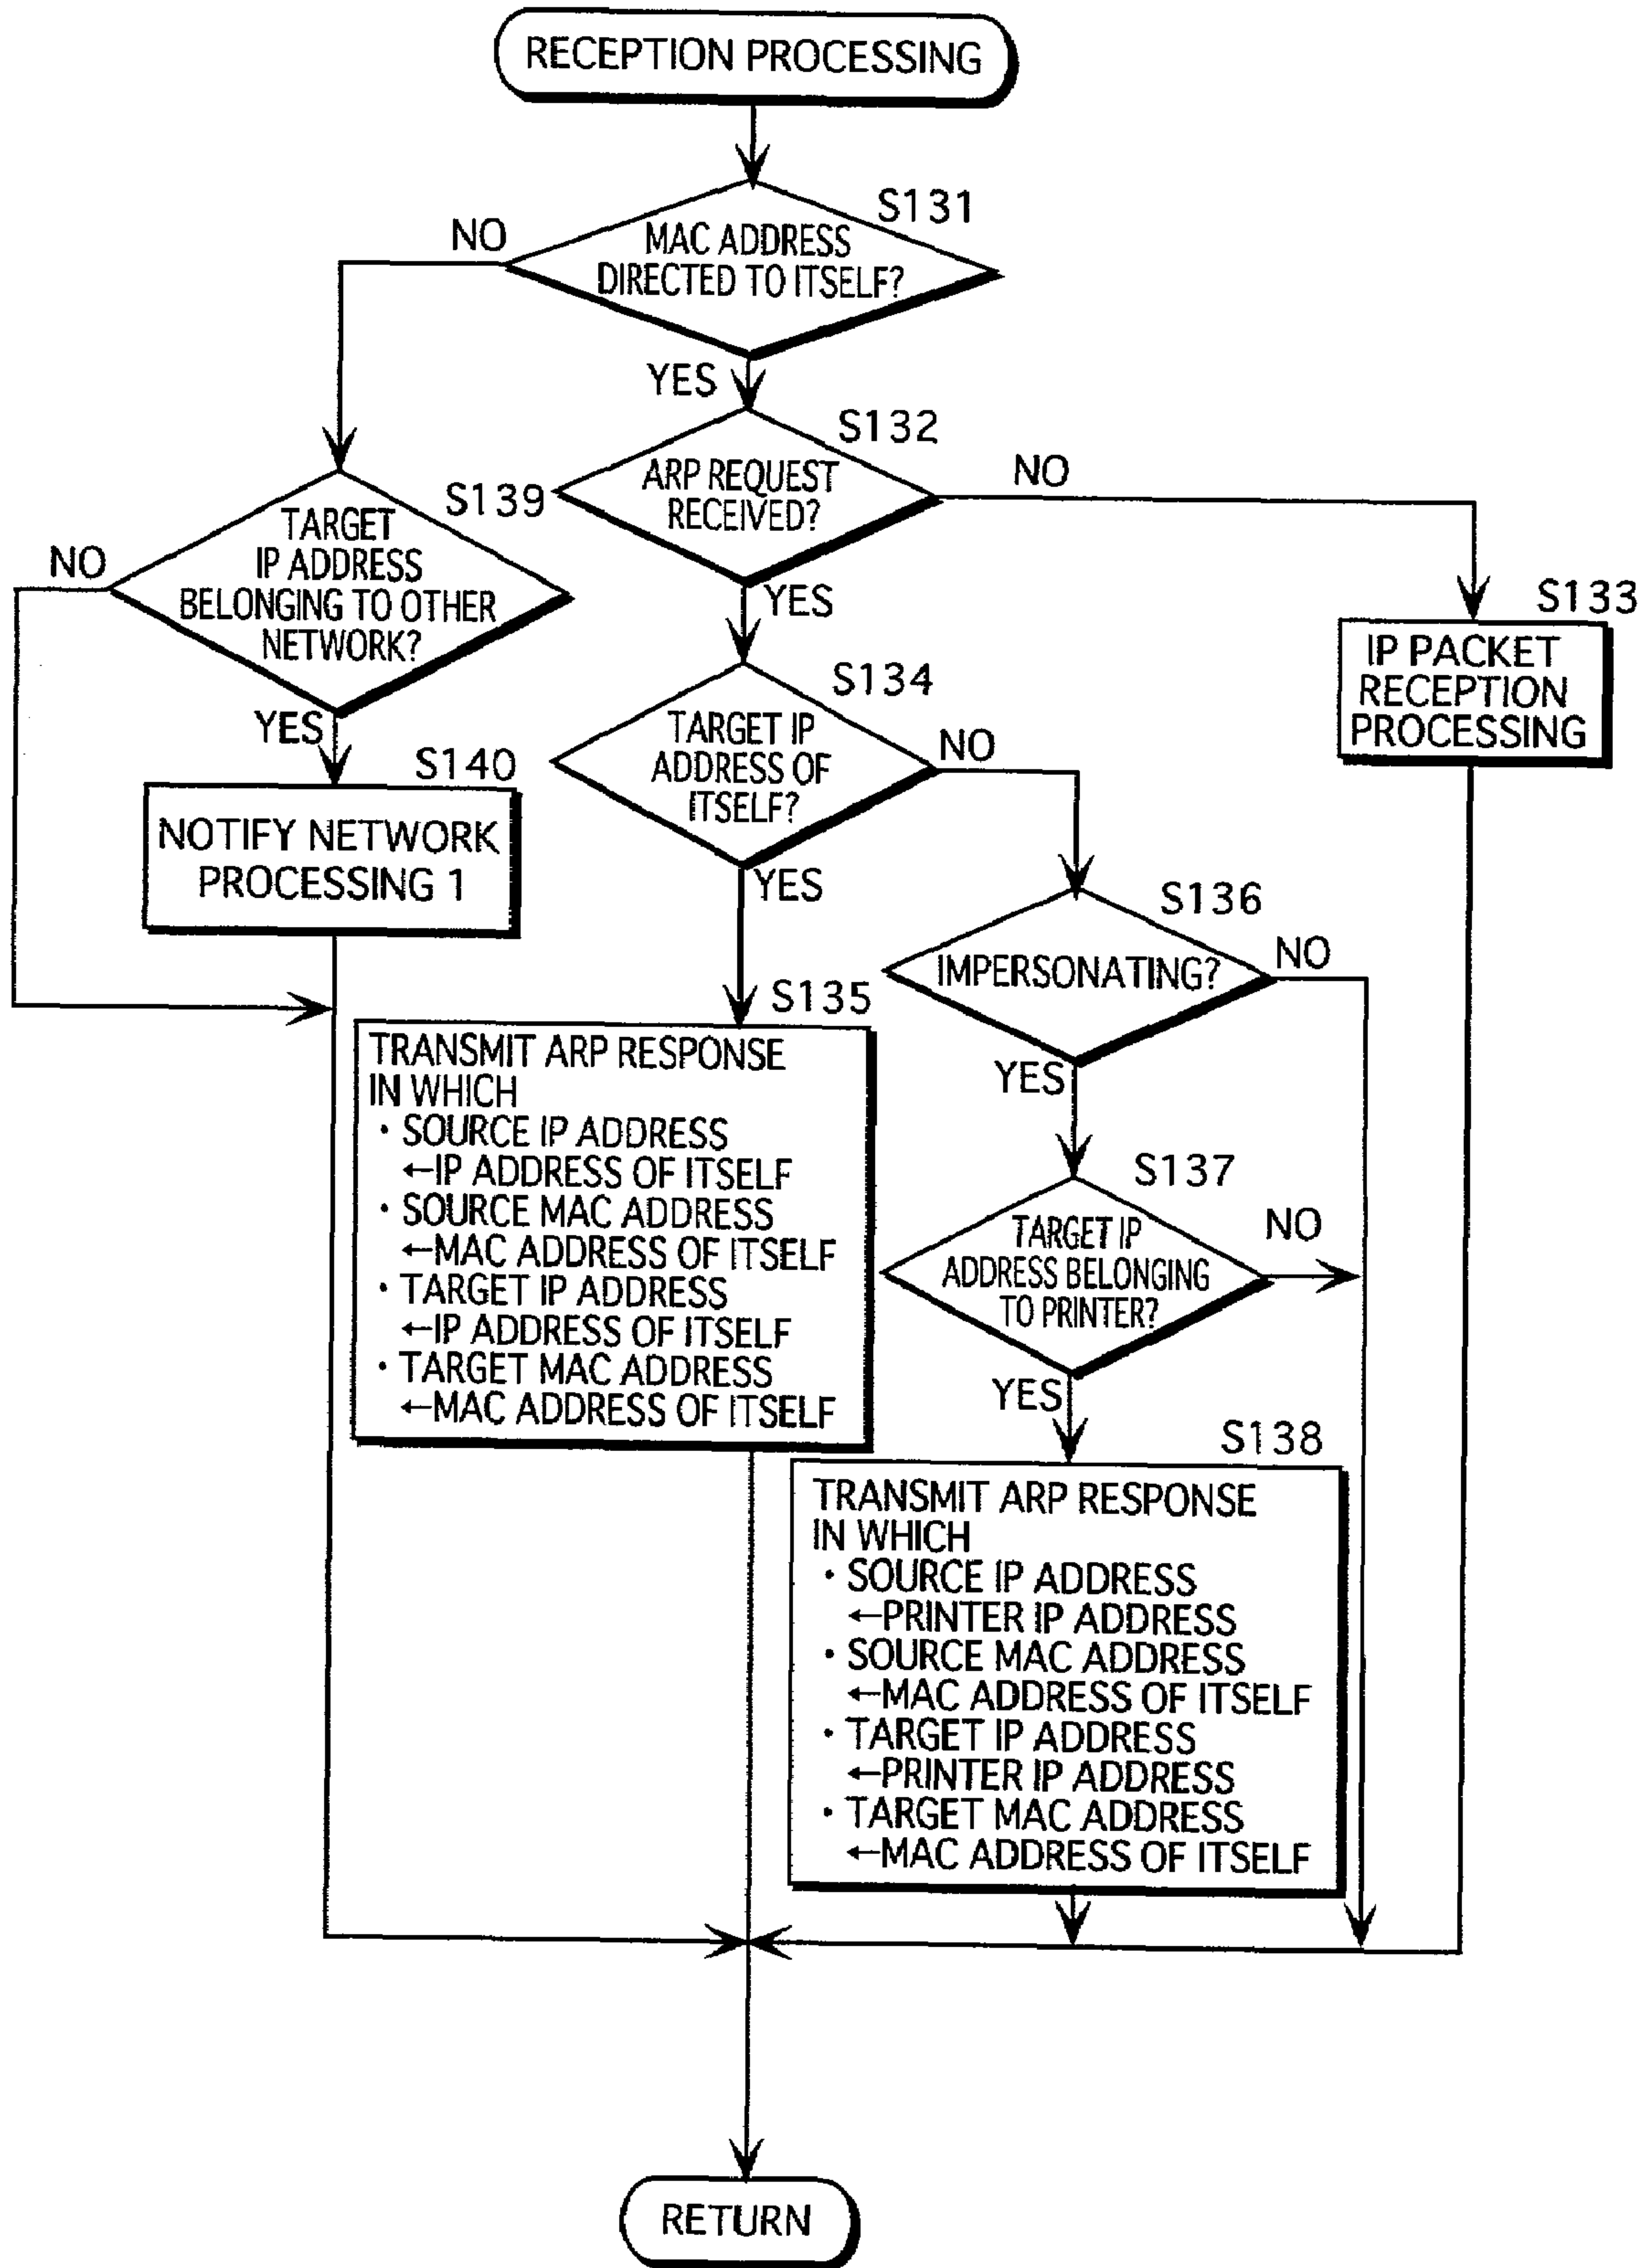 RECEPTION PROCESSING
S131
NO
MAC ADDRESS
DIRECTED TO ITSELF?
YES
S132
ARP REQUEST
RECEIVED?
NO
YES
S139
TARGET
IP ADDRESS
BELONGING TO OTHER
NETWORK?
NO
YES
S133
IP PACKET
RECEPTION
PROCESSING
S134
TARGET IP
ADDRESS OF
ITSELF?
NO
YES
S140
NOTIFY NETWORK
PROCESSING 1
S136
IMPERSONATING?
NO
YES
S135
TRANSMIT ARP RESPONSE
IN WHICH
・SOURCE IP ADDRESS
←IP ADDRESS OF ITSELF
・SOURCE MAC ADDRESS
←MAC ADDRESS OF ITSELF
・TARGET IP ADDRESS
←IP ADDRESS OF ITSELF
・TARGET MAC ADDRESS
←MAC ADDRESS OF ITSELF
S137
TARGET IP
ADDRESS BELONGING
TO PRINTER?
NO
YES
S138
TRANSMIT ARP RESPONSE
IN WHICH
・SOURCE IP ADDRESS
←PRINTER IP ADDRESS
・SOURCE MAC ADDRESS
←MAC ADDRESS OF ITSELF
・TARGET IP ADDRESS
←PRINTER IP ADDRESS
・TARGET MAC ADDRESS
←MAC ADDRESS OF ITSELF
RETURN